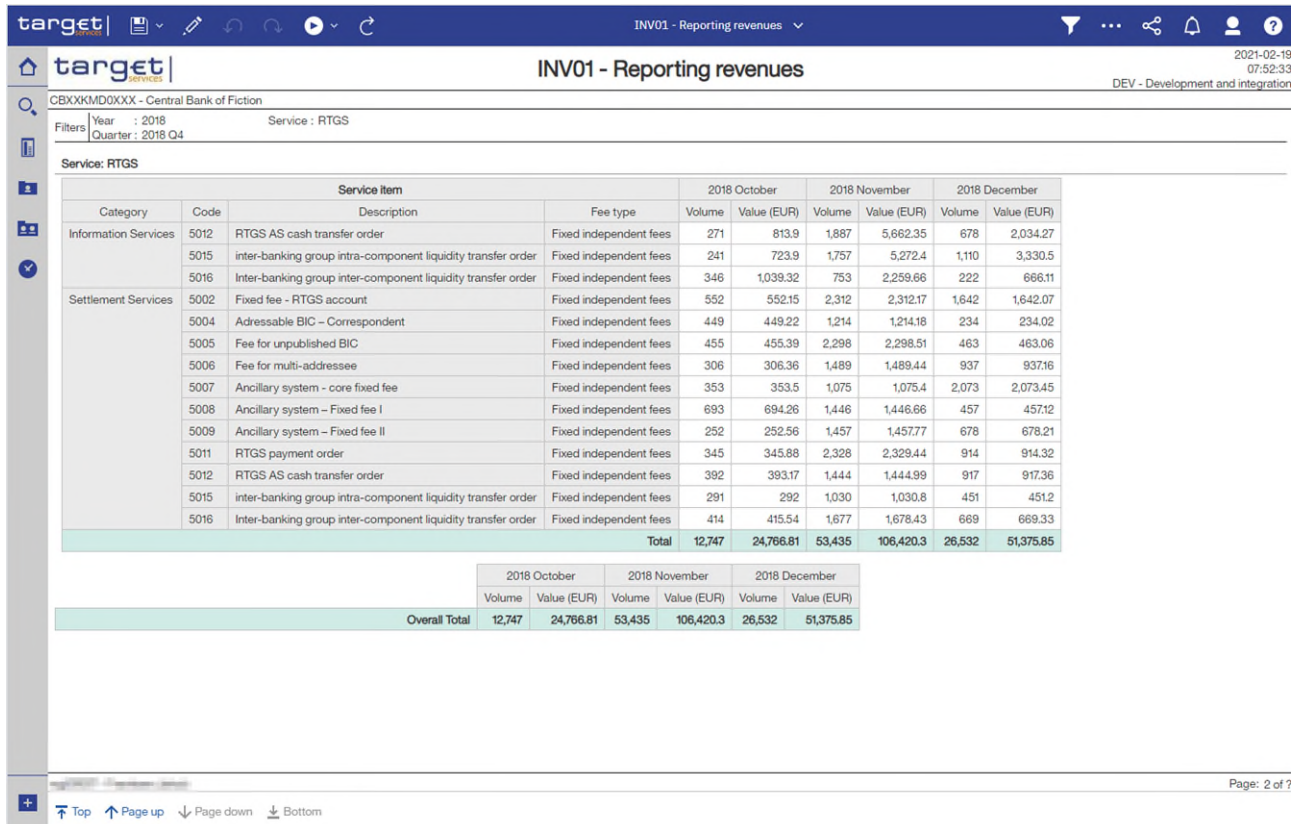 target| services INV01 - Reporting revenues
target| services INV01 - Reporting revenues 2021-02-19
07:52:33
DEV - Development and integration
CBXXKMD0XXX - Central Bank of Fiction
Filters Year : 2018 Service : RTGS
Quarter : 2018 Q4
Service: RTGS
Service item 2018 October 2018 November 2018 December
Category Code Description Fee type Volume Value (EUR) Volume Value (EUR) Volume Value (EUR)
Information Services 5012 RTGS AS cash transfer order Fixed independent fees 271 813.9 1,887 5,662.35 678 2,034.27
5015 inter-banking group intra-component liquidity transfer order Fixed independent fees 241 723.9 1,757 5,272.4 1,110 3,330.5
5016 Inter-banking group inter-component liquidity transfer order Fixed independent fees 346 1,039.32 753 2,259.66 222 666.11
Settlement Services 5002 Fixed fee - RTGS account Fixed independent fees 552 552.15 2,312 2,312.17 1,642 1,642.07
5004 Adressable BIC – Correspondent Fixed independent fees 449 449.22 1,214 1,214.18 234 234.02
5005 Fee for unpublished BIC Fixed independent fees 455 455.39 2,298 2,298.51 463 463.06
5006 Fee for multi-addressee Fixed independent fees 306 306.36 1,489 1,489.44 937 937.16
5007 Ancillary system - core fixed fee Fixed independent fees 353 353.5 1,075 1,075.4 2,073 2,073.45
5008 Ancillary system – Fixed fee I Fixed independent fees 693 694.26 1,446 1,446.66 457 457.12
5009 Ancillary system – Fixed fee II Fixed independent fees 252 252.56 1,457 1,457.77 678 678.21
5011 RTGS payment order Fixed independent fees 345 345.88 2,328 2,329.44 914 914.32
5012 RTGS AS cash transfer order Fixed independent fees 392 393.17 1,444 1,444.99 917 917.36
5015 inter-banking group intra-component liquidity transfer order Fixed independent fees 291 292 1,030 1,030.8 451 451.2
5016 Inter-banking group inter-component liquidity transfer order Fixed independent fees 414 415.54 1,677 1,678.43 669 669.33
Total 12,747 24,766.81 53,435 106,420.3 26,532 51,375.85
2018 October 2018 November 2018 December
Volume Value (EUR) Volume Value (EUR) Volume Value (EUR)
Overall Total 12,747 24,766.81 53,435 106,420.3 26,532 51,375.85
Page: 2 of ?
Top Page up Page down Bottom